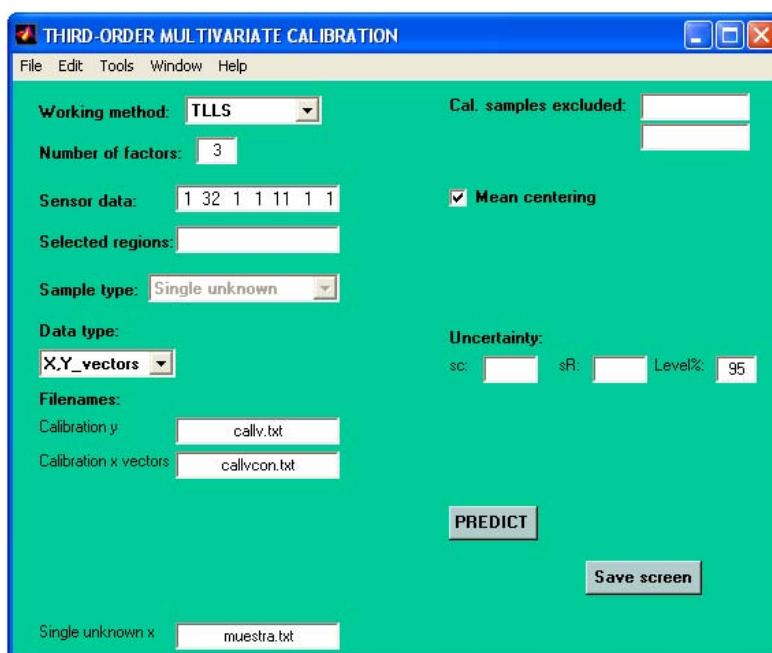 THIRD-ORDER MULTIVARIATE CALIBRATION
File Edit Tools Window Help
Working method: TLLS
Cal. samples excluded:
Number of factors: 3
Sensor data: 1 32 1 1 11 1 1
Mean centering
Selected regions:
Sample type: Single unknown
Data type:
Uncertainty:
X,Y_vectors
sc: sR: Level%: 95
Filenames:
Calibration y callv.txt
Calibration x vectors callvcon.txt
PREDICT
Save screen
Single unknown x muestra.txt